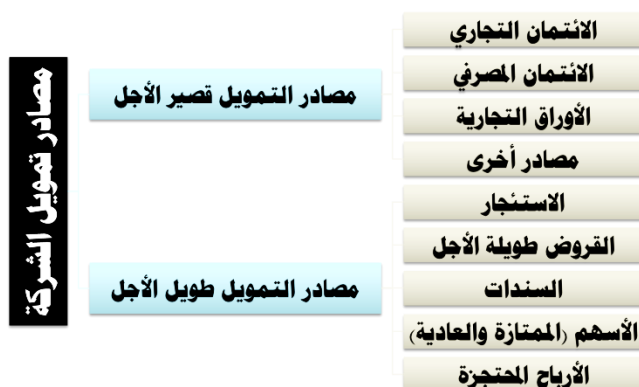 مصادر تمويل الشركة
مصادر التمويل قصير الأجل
الائتمان التجاري
الائتمان المصرفي
الأوراق التجارية
مصادر أخرى
مصادر التمويل طويل الأجل
الاستئجار
القروض طويلة الأجل
السندات
الأسهم (الممتازة والعادية)
الأرباح المحتجزة